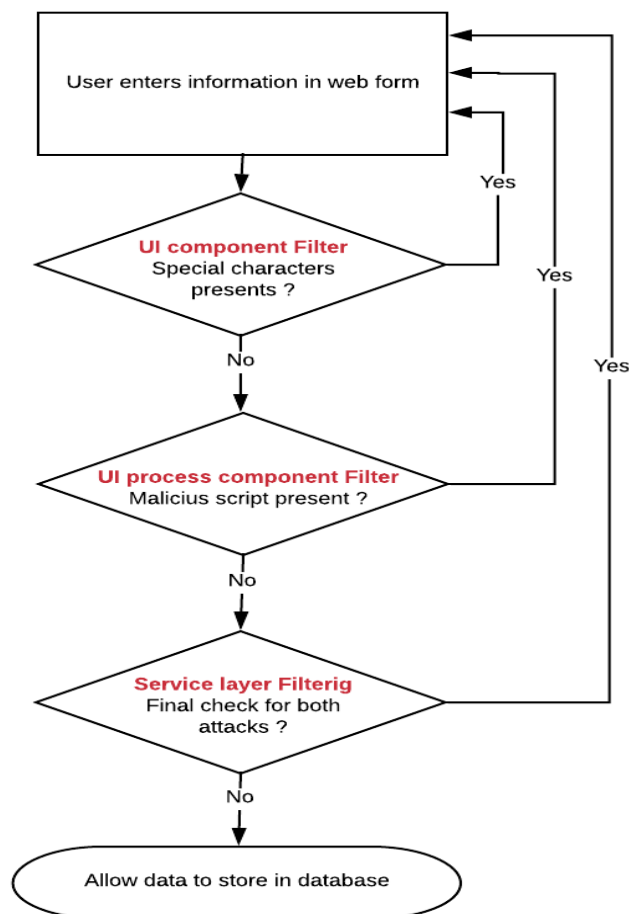 User enters information in web form
Yes
UI component Filter
Special characters
presents ?
Yes
No
Yes
UI process component Filter
Malicius script present ?
No
Service layer Filterig
Final check for both
attacks ?
No
Allow data to store in database